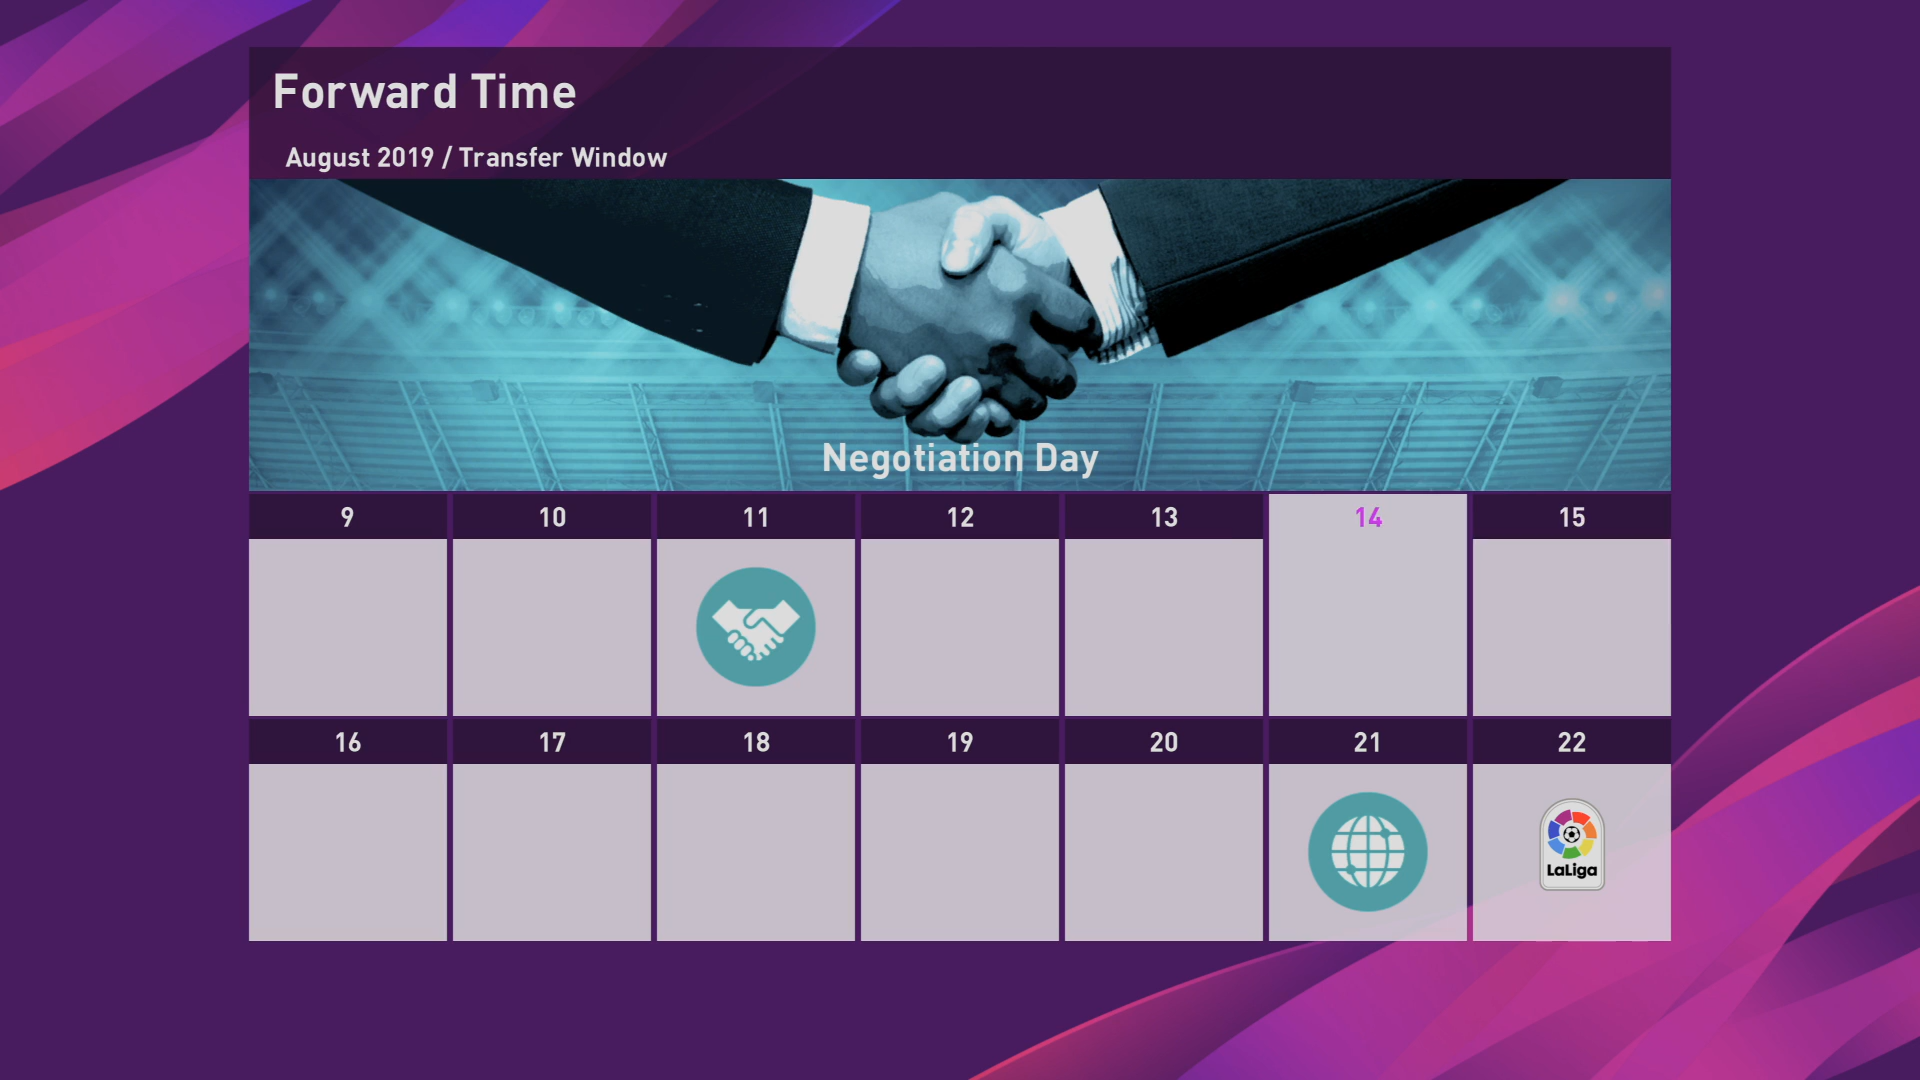 Forward Time
August 2019 / Transfer Window
Negotiation Day
9 10 11 12 13 14 15
16 17 18 19 20 21 22
LaLiga